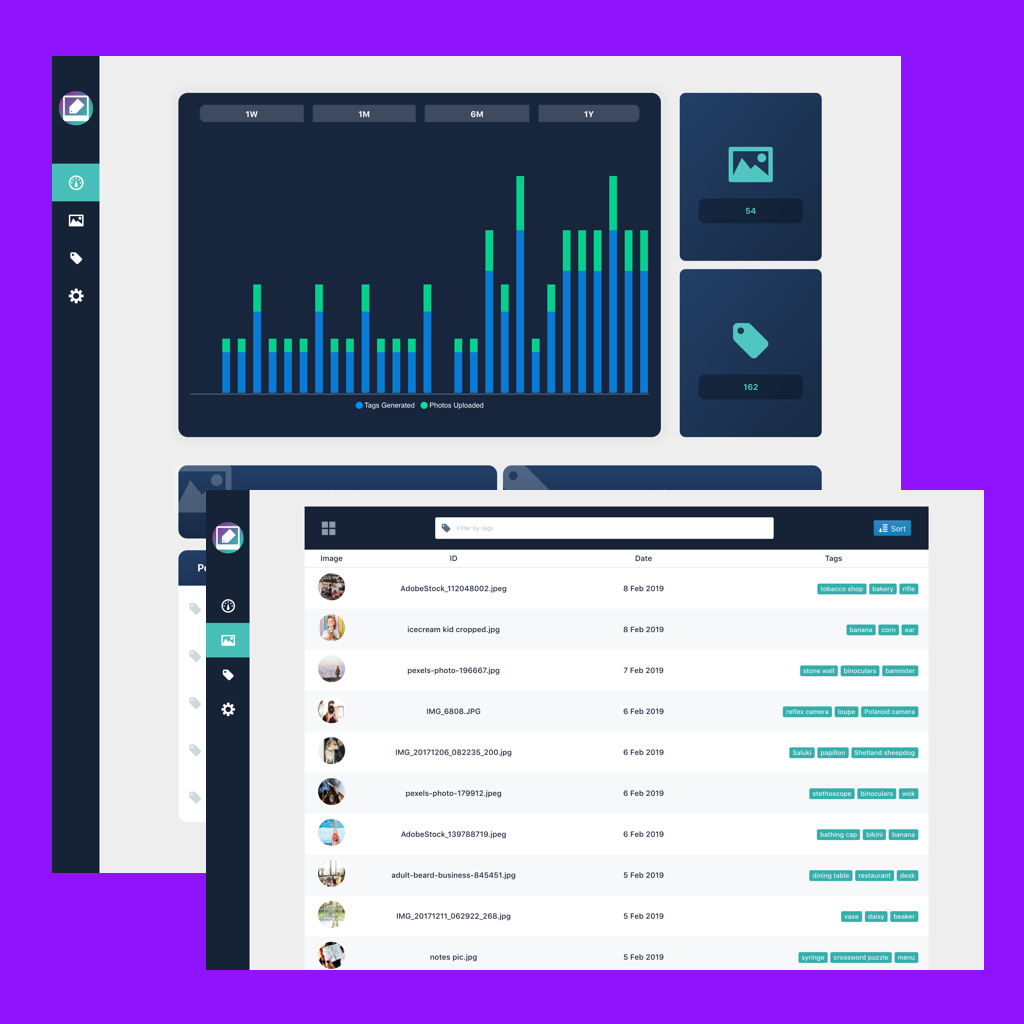 1W 1M 6M 1Y
54
162
Tags Generated Photos Uploaded
Filter by tags
Sort
Image ID Date Tags
AdobeStock_112048002.jpeg 8 Feb 2019 tobacco shop bakery rifle
icecream kid cropped.jpg 8 Feb 2019 banana corn ear
pexels-photo-196667.jpg 7 Feb 2019 stone wall binoculars bannister
IMG_6808.JPG 6 Feb 2019 reflex camera loupe Polaroid camera
IMG_20171206_082235_200.jpg 6 Feb 2019 Saluki papillon Shetland sheepdog
pexels-photo-179912.jpeg 6 Feb 2019 stethoscope binoculars wok
AdobeStock_139788719.jpeg 6 Feb 2019 bathing cap bikini banana
adult-beard-business-845451.jpg 5 Feb 2019 dining table restaurant desk
IMG_20171211_062922_268.jpg 5 Feb 2019 vase daisy beaker
notes pic.jpg 5 Feb 2019 syringe crossword puzzle menu